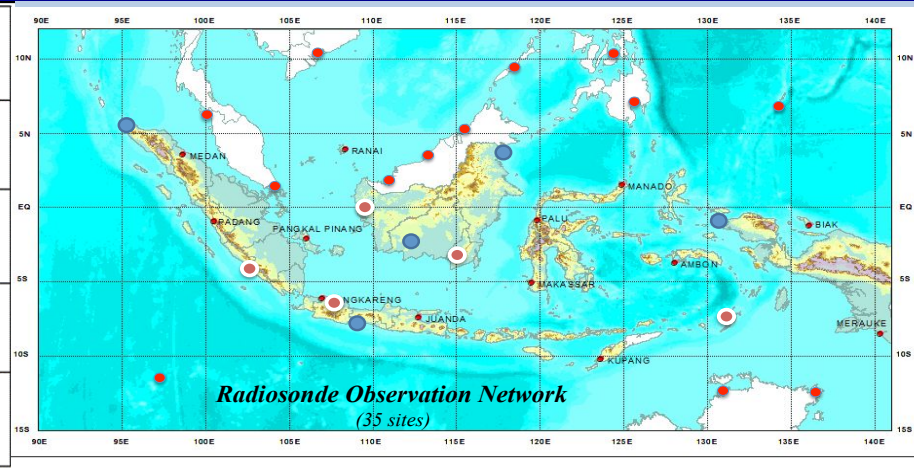 90E 95E 100E 105E 110E 115E 120E 125E 130E 135E 140E
10N 10N
5N 5N
RANAI
MEDAN
MANADO
EQ EQ
PADANG PALU BIAK
PANGKAL PINANG
AMBON
5S 5S
MAKASSAR
NGKARENG
JUANDA MERAUKE
10S KUPANG 10S
Radiosonde Observation Network
(35 sites)
15S 15S
90E 95E 100E 105E 110E 115E 120E 125E 130E 135E 140E